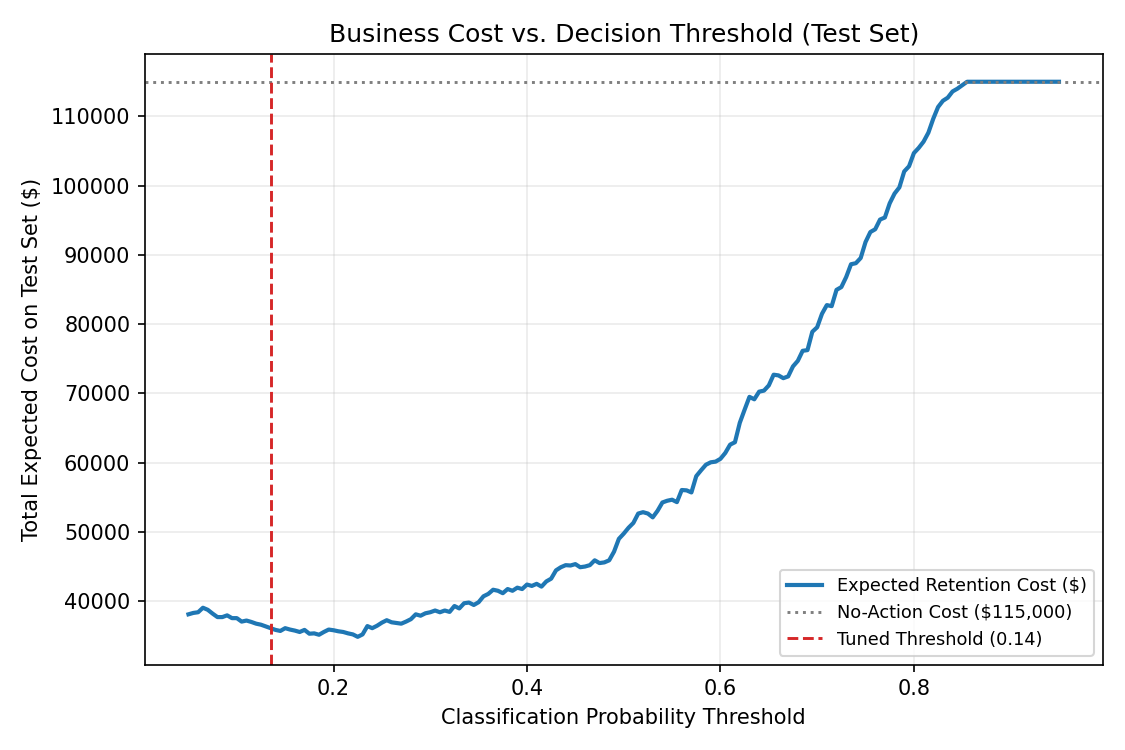 Business Cost vs. Decision Threshold (Test Set)
Total Expected Cost on Test Set ($)
110000
100000
90000
80000
70000
60000
50000
40000
0.2
0.4
0.6
0.8
Classification Probability Threshold
Expected Retention Cost ($)
No-Action Cost ($115,000)
Tuned Threshold (0.14)